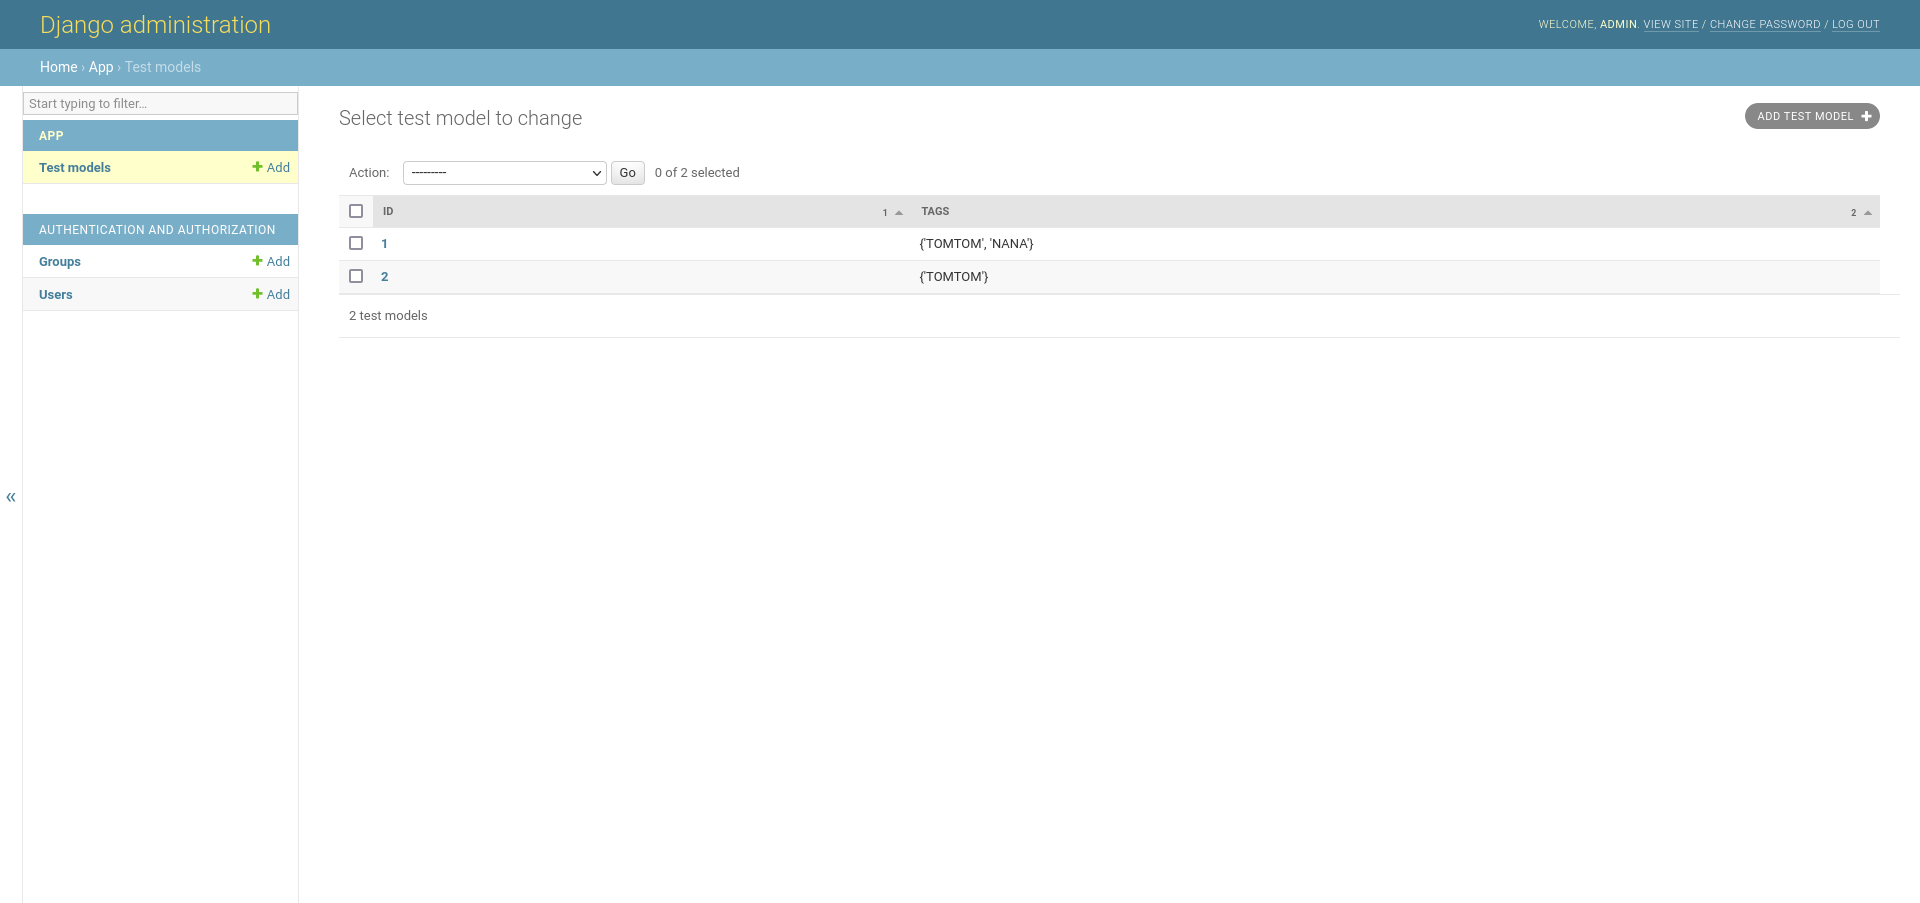 Django administration
WELCOME, ADMIN. VIEW SITE / CHANGE PASSWORD / LOG OUT
Home › App › Test models
Start typing to filter...
APP
Test models + Add
AUTHENTICATION AND AUTHORIZATION
Groups + Add
Users + Add
«
Select test model to change
ADD TEST MODEL +
Action: --------- Go 0 of 2 selected
ID 1 TAGS 2
1 {'TOMTOM', 'NANA'}
2 {'TOMTOM'}
2 test models